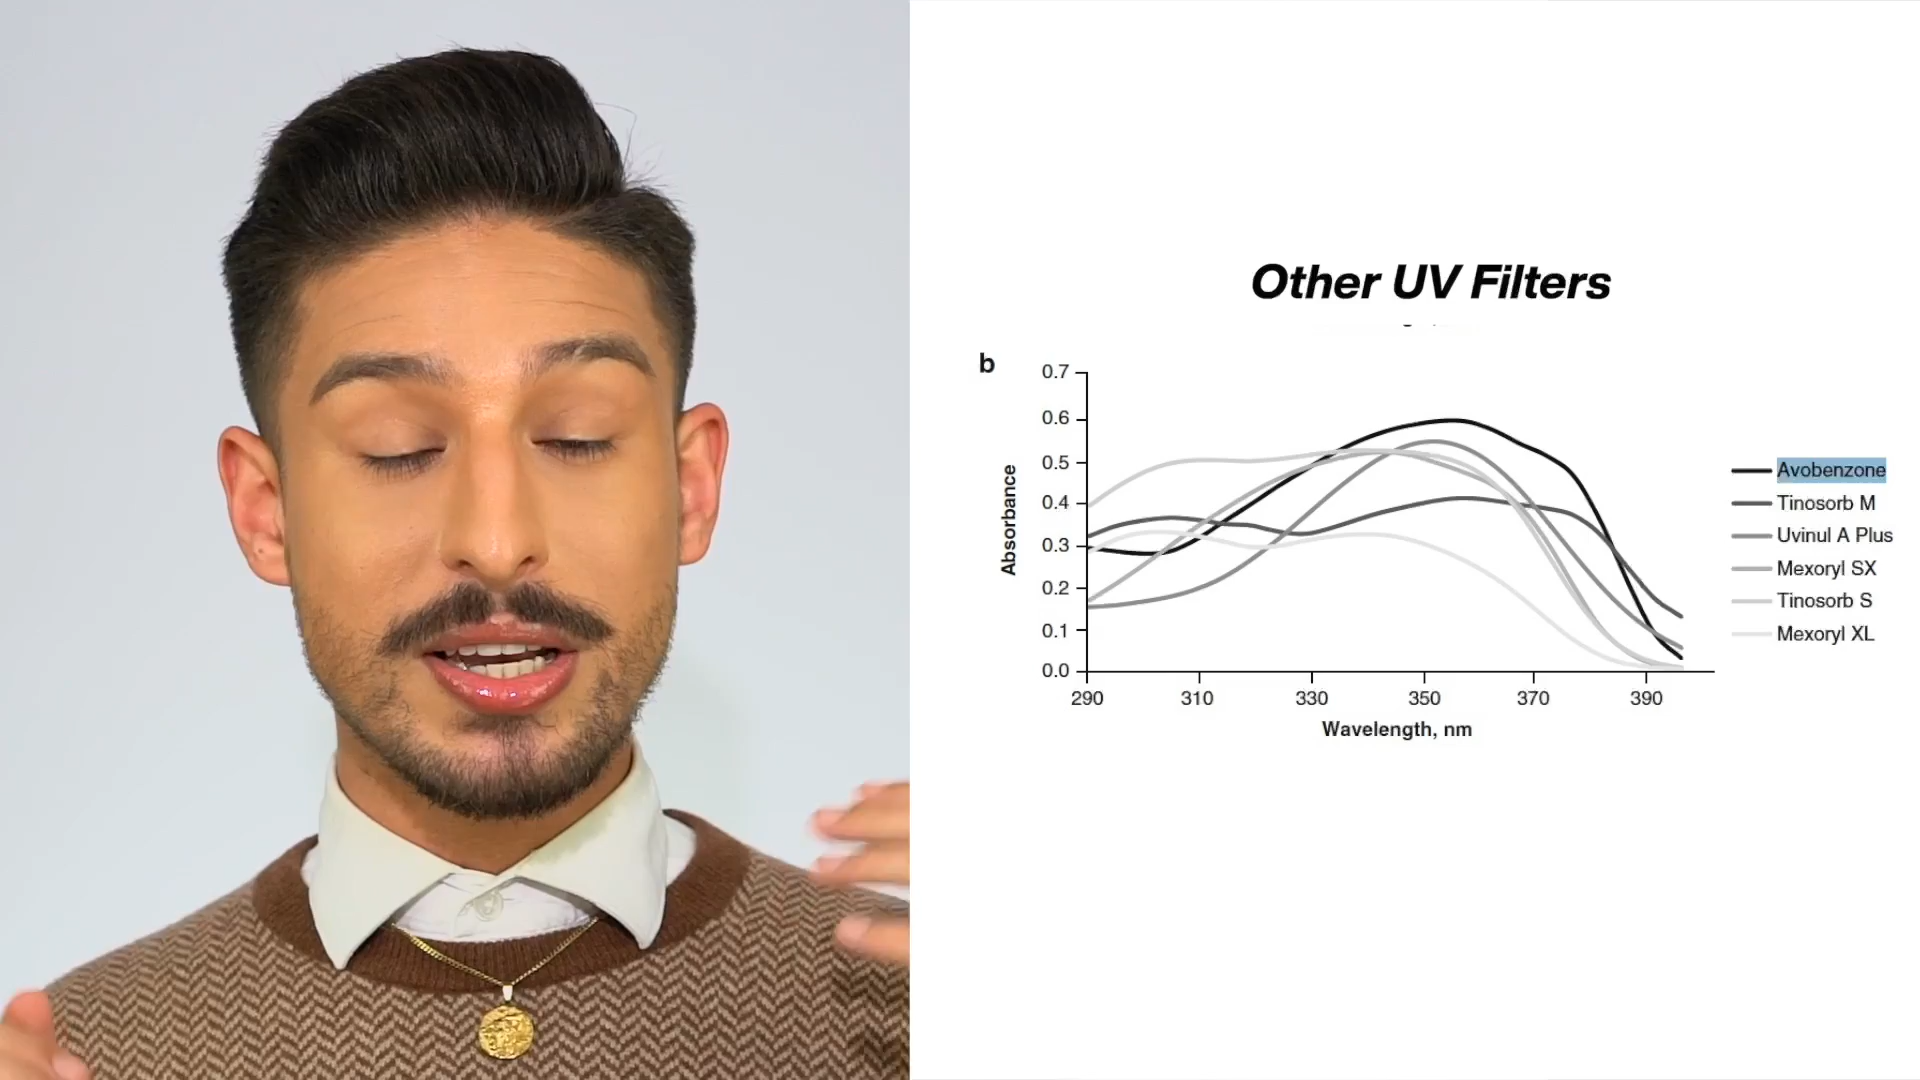 Other UV Filters
b
0.7
0.6
0.5
0.4
0.3
0.2
0.1
0.0
Absorbance
290 310 330 350 370 390
Wavelength, nm
Avobenzone
Tinosorb M
Uvinul A Plus
Mexoryl SX
Tinosorb S
Mexoryl XL